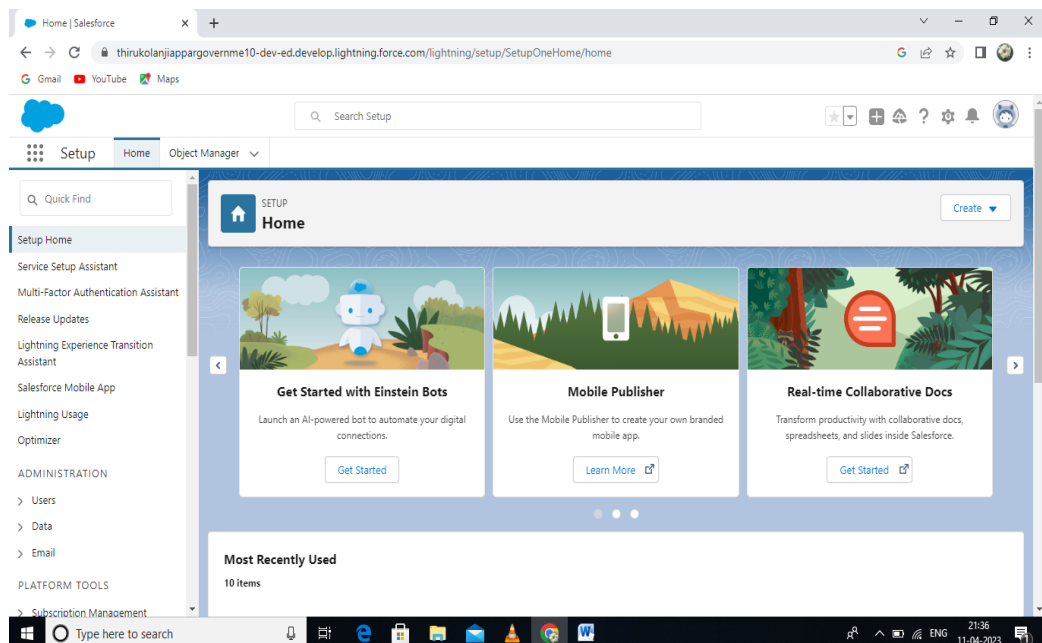 Home | Salesforce
thirukolanjiappargovernme10-dev-ed.develop.lightning.force.com/lightning/setup/SetupOneHome/home
G
Gmail
YouTube
Maps
Search Setup
Setup
Home
Object Manager
Quick Find
Setup Home
Service Setup Assistant
Multi-Factor Authentication Assistant
Release Updates
Lightning Experience Transition
Assistant
Salesforce Mobile App
Lightning Usage
Optimizer
ADMINISTRATION
Users
Data
Email
PLATFORM TOOLS
Subscription Management
SETUP
Home
Create
Get Started with Einstein Bots
Launch an AI-powered bot to automate your digital
connections.
Get Started
Mobile Publisher
Use the Mobile Publisher to create your own branded
mobile app.
Learn More
Real-time Collaborative Docs
Transform productivity with collaborative docs,
spreadsheets, and slides inside Salesforce.
Get Started
Most Recently Used
10 items
Type here to search
ENG
21:36
11-04-2023